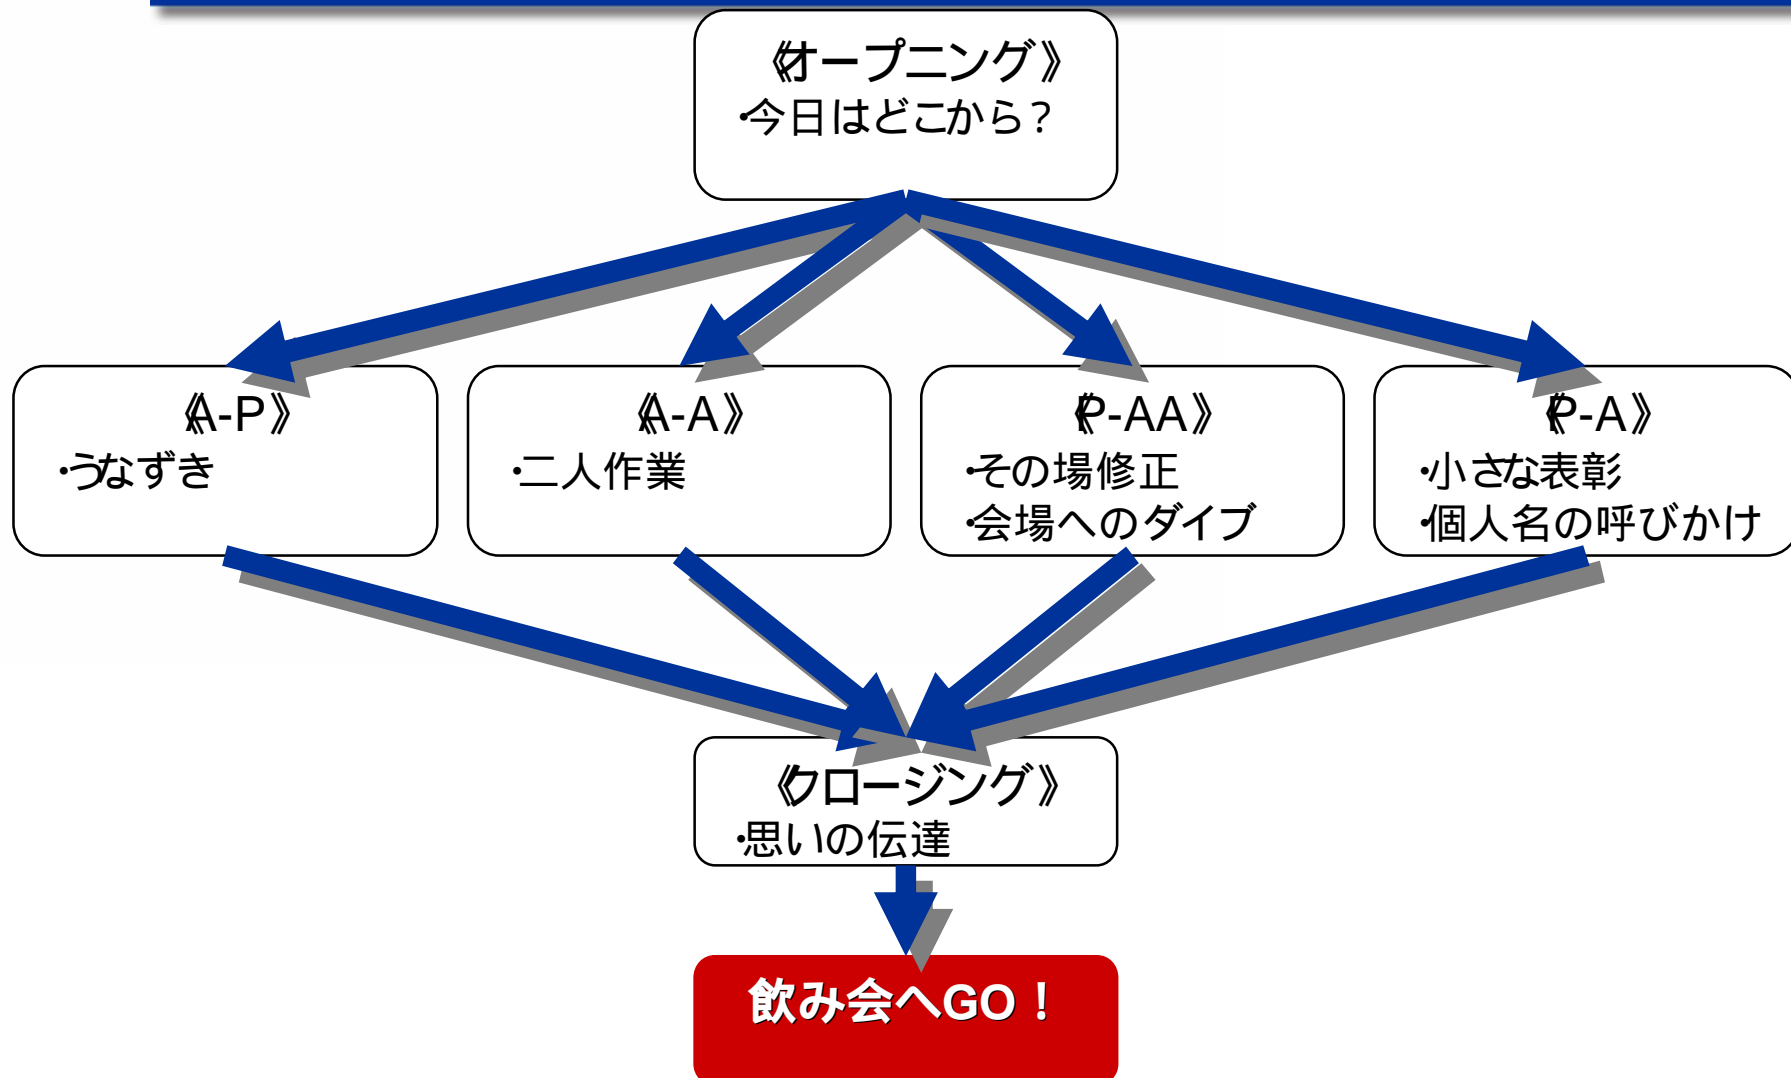 《オープニング》
・今日はどこから？
《A-P》
・うなずき
《A-A》
・二人作業
《P-AA》
・その場修正
・会場へのダイブ
《P-A》
・小さな表彰
・個人名の呼びかけ
《クロージング》
・思いの伝達
飲み会へGO！